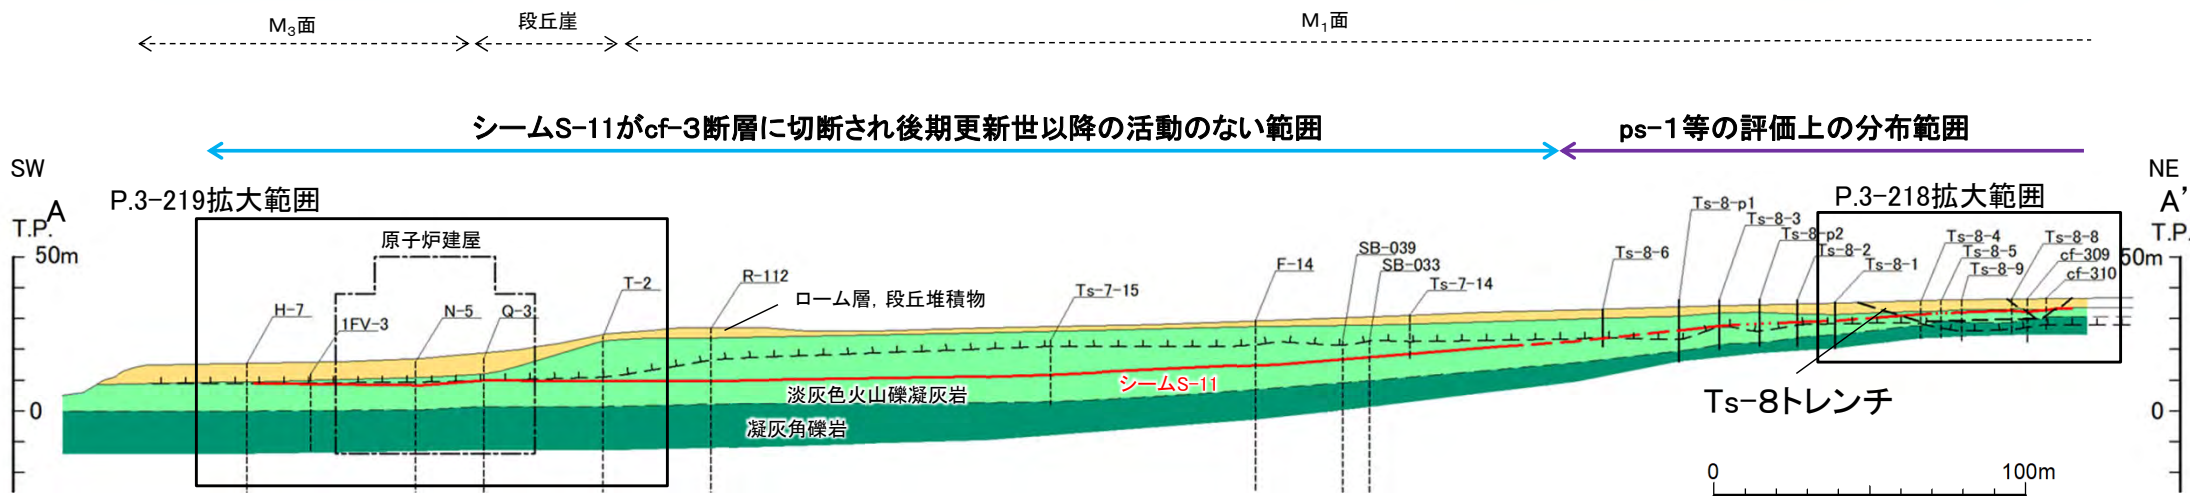 M₃面
段丘崖
M₁面
シームS-11がcf-3断層に切断され後期更新世以降の活動のない範囲
ps-1等の評価上の分布範囲
SW
NE
P.3-219拡大範囲
P.3-218拡大範囲
A
A’
T.P.
T.P.
50m
50m
0
0
原子炉建屋
H-7
1FV-3
N-5
Q-3
T-2
R-112
ローム層，段丘堆積物
Ts-7-15
F-14
SB-039
SB-033
Ts-7-14
Ts-8-6
Ts-8-p1
Ts-8-3
Ts-8-p2
Ts-8-2
Ts-8-1
Ts-8-4
Ts-8-5
Ts-8-9
Ts-8-8
cf-309
cf-310
シームS-11
淡灰色火山礫凝灰岩
凝灰角礫岩
Ts-8トレンチ
0
100m